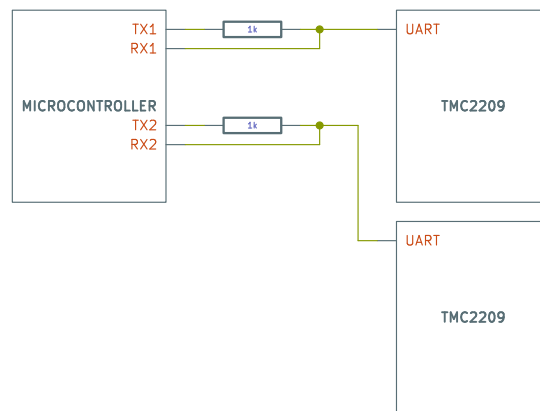 TX1
1k
UART
RX1
MICROCONTROLLER
TMC2209
TX2
1k
RX2
UART
TMC2209